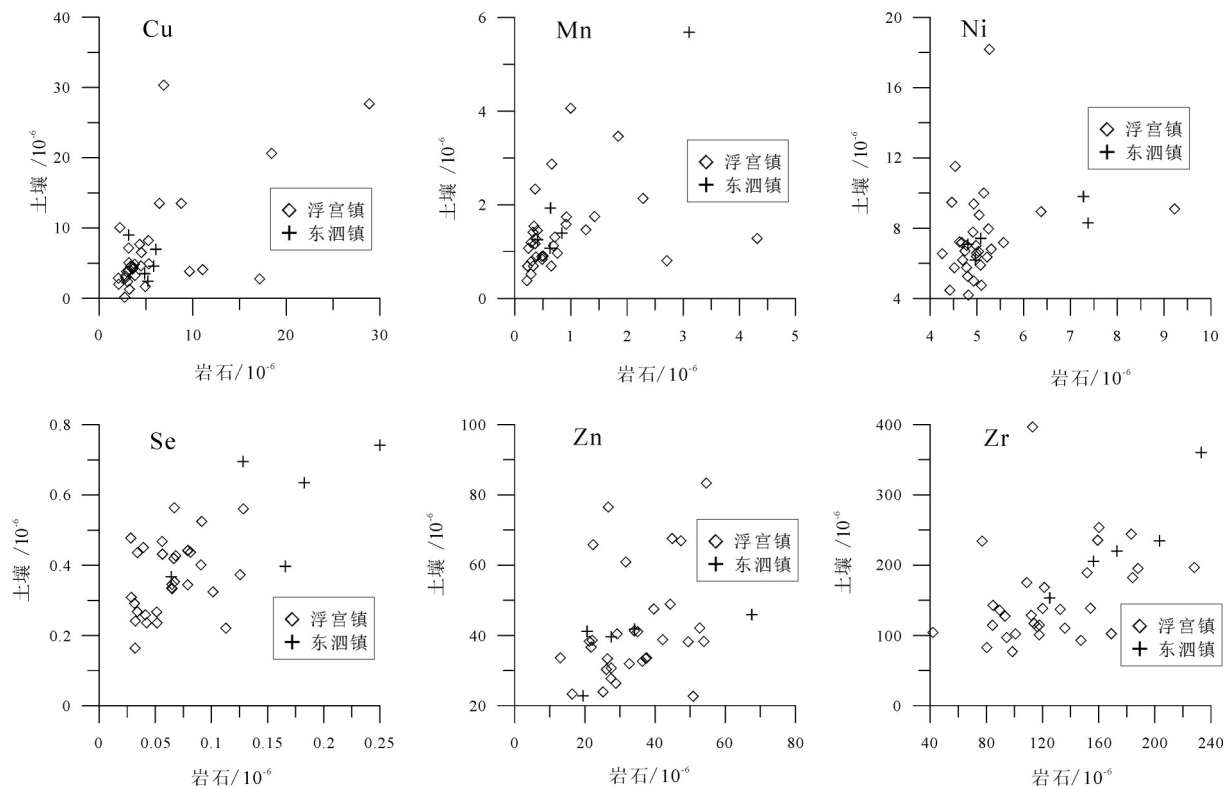 Cu
40
30
20
10
0
土壤 /10⁻⁶
浮宫镇
东泗镇
0 10 20 30
岩石/10⁻⁶
Mn
6
4
2
0
土壤 /10⁻⁶
浮宫镇
东泗镇
0 1 2 3 4 5
岩石/10⁻⁶
Ni
20
16
12
8
4
土壤 /10⁻⁶
浮宫镇
东泗镇
4 5 6 7 8 9 10
岩石/10⁻⁶
Se
0.8
0.6
0.4
0.2
0
土壤 /10⁻⁶
浮宫镇
东泗镇
0 0.05 0.1 0.15 0.2 0.25
岩石/10⁻⁶
Zn
100
80
60
40
20
土壤 /10⁻⁶
浮宫镇
东泗镇
0 20 40 60 80
岩石/10⁻⁶
Zr
400
300
200
100
0
土壤 /10⁻⁶
浮宫镇
东泗镇
40 80 120 160 200 240
岩石/10⁻⁶